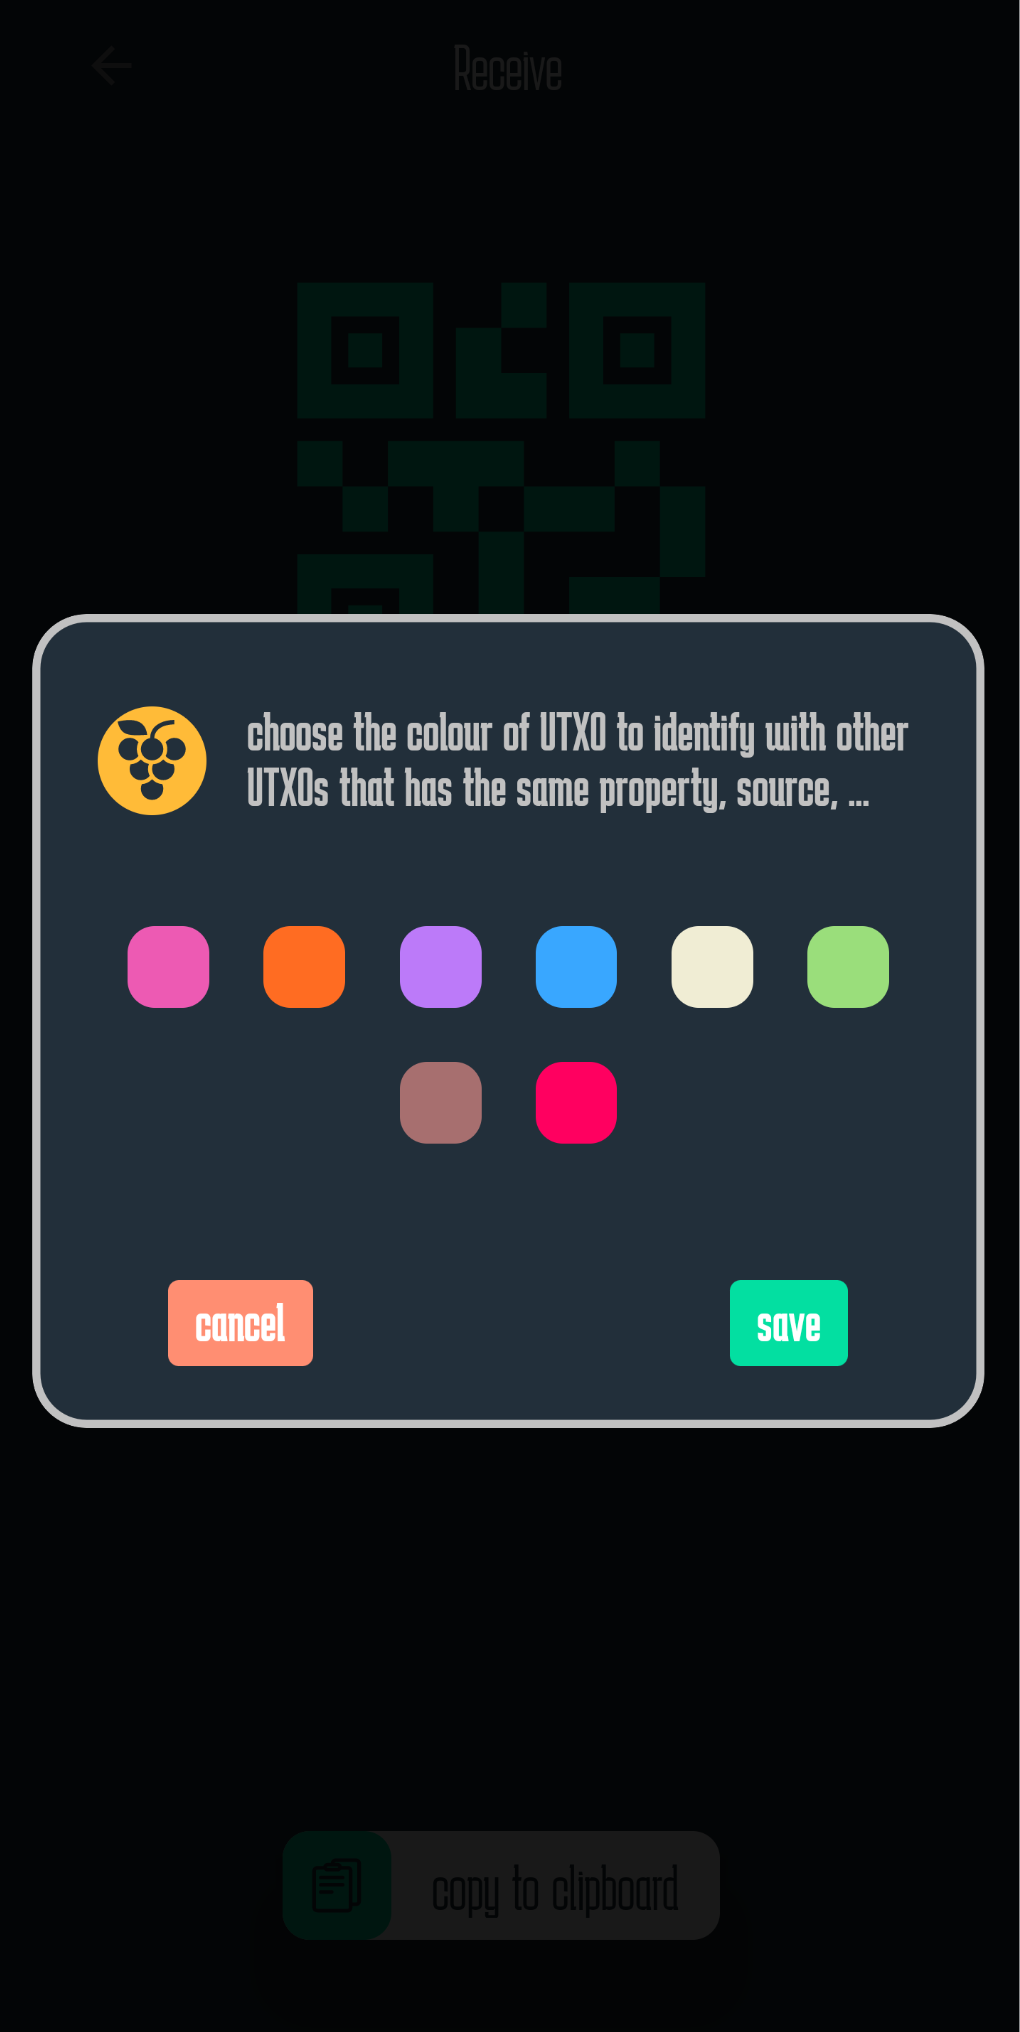 Receive
choose the colour of UTXO to identify with other
UTXOs that has the same property, source, ...
cancel
save
copy to clipboard